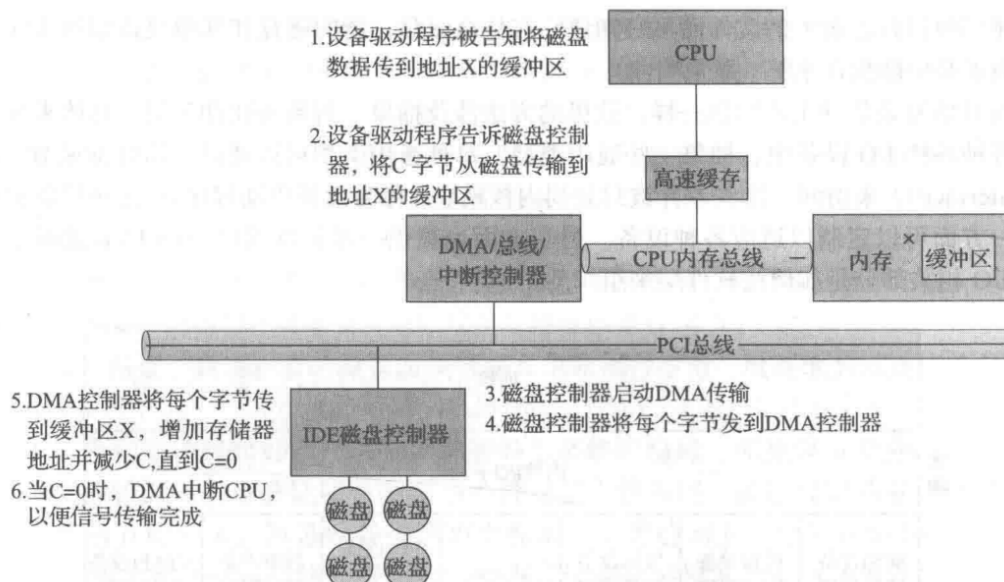 1.设备驱动程序被告知将磁盘
数据传到地址X的缓冲区
CPU
2.设备驱动程序告诉磁盘控制
器，将C 字节从磁盘传输到
地址X的缓冲区
高速缓存
DMA/总线/
中断控制器
CPU内存总线
内存
×
缓冲区
PCI总线
5.DMA控制器将每个字节传
到缓冲区X，增加存储器
地址并减少C,直到C=0
6.当C=0时，DMA中断CPU，
以便信号传输完成
IDE磁盘控制器
3.磁盘控制器启动DMA传输
4.磁盘控制器将每个字节发到DMA控制器
磁盘 磁盘
磁盘 磁盘